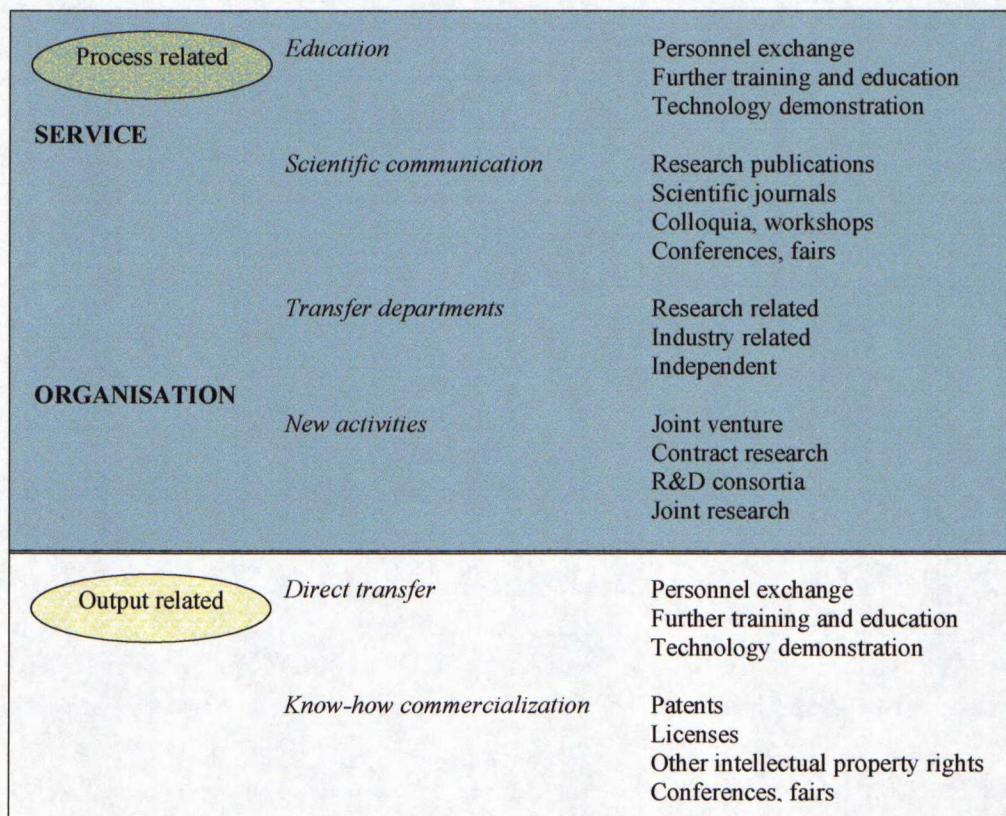 Process related Education Personnel exchange
Further training and education
Technology demonstration
SERVICE
Scientific communication Research publications
Scientific journals
Colloquia, workshops
Conferences, fairs
Transfer departments Research related
Industry related
Independent
ORGANISATION
New activities Joint venture
Contract research
R&D consortia
Joint research
Output related Direct transfer Personnel exchange
Further training and education
Technology demonstration
Know-how commercialization Patents
Licenses
Other intellectual property rights
Conferences, fairs